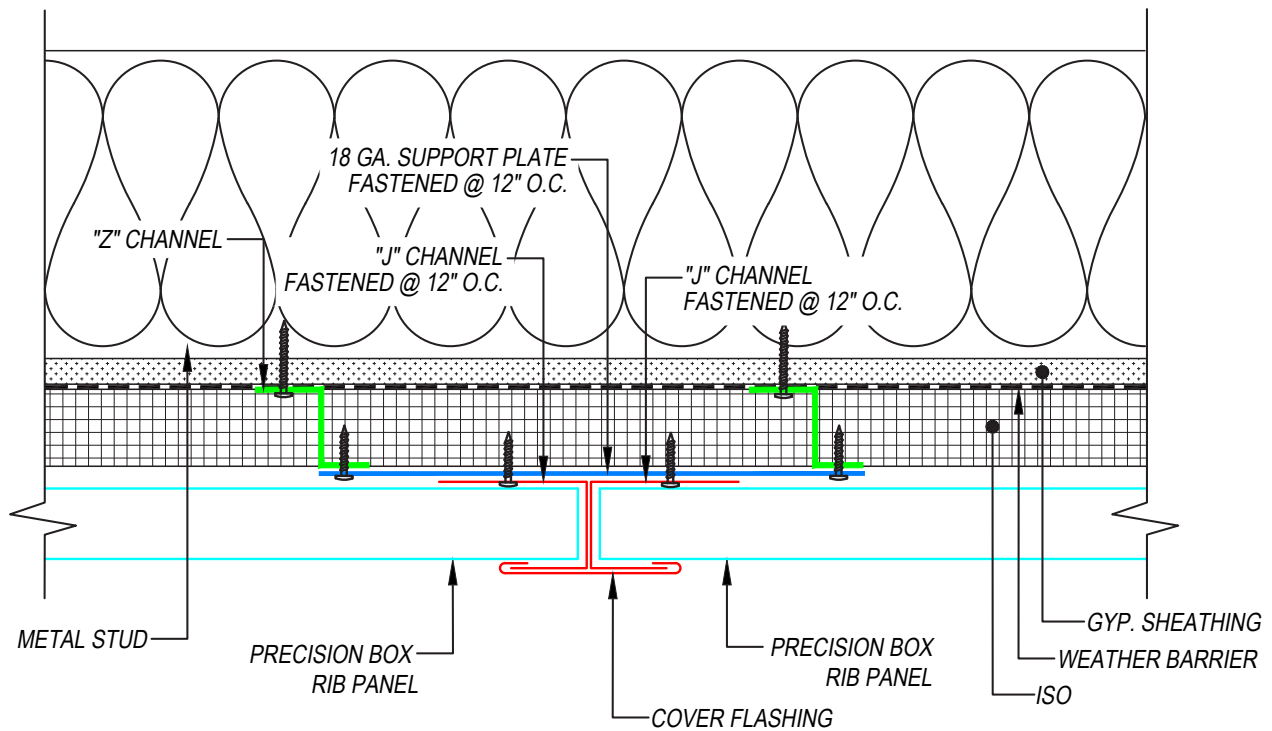 18 GA. SUPPORT PLATE
FASTENED @ 12" O.C.
"Z" CHANNEL
"J" CHANNEL
FASTENED @ 12" O.C.
"J" CHANNEL
FASTENED @ 12" O.C.
METAL STUD
PRECISION BOX
RIB PANEL
PRECISION BOX
RIB PANEL
COVER FLASHING
GYP. SHEATHING
WEATHER BARRIER
ISO